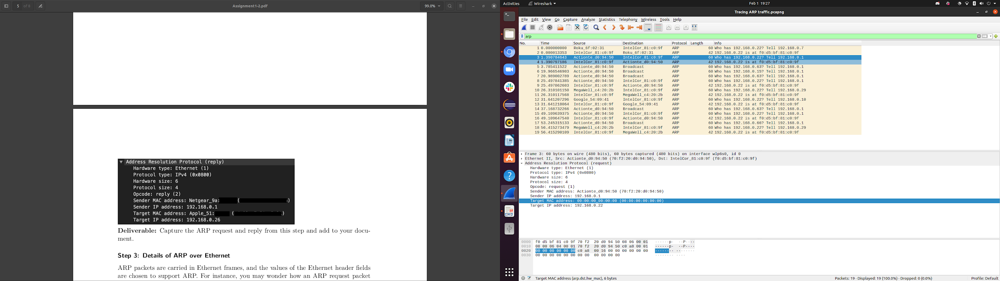 5 of 8
Assignment1-2.pdf
99.0%
Address Resolution Protocol (reply)
Hardware type: Ethernet (1)
Protocol type: IPv4 (0x0800)
Hardware size: 6
Protocol size: 4
Opcode: reply (2)
Sender MAC address: Netgear_9a: ( )
Sender IP address: 192.168.0.1
Target MAC address: Apple_51: ( )
Target IP address: 192.168.0.26
Deliverable: Capture the ARP request and reply from this step and add to your docu-
ment.
Step 3: Details of ARP over Ethernet
ARP packets are carried in Ethernet frames, and the values of the Ethernet header fields
are chosen to support ARP. For instance, you may wonder how an ARP request packet
Activities Wireshark Feb 1 19:27
Tracing ARP traffic.pcapng
File Edit View Go Capture Analyze Statistics Telephony Wireless Tools Help
arp
No. Time Source Destination Protocol Length Info
1 0.000000000 Roku_6f:02:31 IntelCor_81:c0:9f ARP 60 Who has 192.168.0.22? Tell 192.168.0.7
2 0.000013353 IntelCor_81:c0:9f Roku_6f:02:31 ARP 42 192.168.0.22 is at f0:d5:bf:81:c0:9f
3 1.390784643 Actionte_d0:94:50 IntelCor_81:c0:9f ARP 60 Who has 192.168.0.22? Tell 192.168.0.1
4 1.390797186 IntelCor_81:c0:9f Actionte_d0:94:50 ARP 42 192.168.0.22 is at f0:d5:bf:81:c0:9f
5 3.785411522 Actionte_d0:94:50 Broadcast ARP 60 Who has 192.168.0.63? Tell 192.168.0.1
6 19.966546903 Actionte_d0:94:50 Broadcast ARP 60 Who has 192.168.0.15? Tell 192.168.0.1
7 20.989002789 Actionte_d0:94:50 Broadcast ARP 60 Who has 192.168.0.63? Tell 192.168.0.1
8 25.497841385 Actionte_d0:94:50 IntelCor_81:c0:9f ARP 60 Who has 192.168.0.22? Tell 192.168.0.1
9 25.497862603 IntelCor_81:c0:9f Actionte_d0:94:50 ARP 42 192.168.0.22 is at f0:d5:bf:81:c0:9f
10 26.310101150 MegaWell_c4:20:2b IntelCor_81:c0:9f ARP 60 Who has 192.168.0.22? Tell 192.168.0.29
11 26.310117568 IntelCor_81:c0:9f MegaWell_c4:20:2b ARP 42 192.168.0.22 is at f0:d5:bf:81:c0:9f
12 31.641207296 Google_54:09:41 IntelCor_81:c0:9f ARP 60 Who has 192.168.0.22? Tell 192.168.0.10
13 31.641218064 IntelCor_81:c0:9f Google_54:09:41 ARP 42 192.168.0.22 is at f0:d5:bf:81:c0:9f
14 37.168732266 Actionte_d0:94:50 Broadcast ARP 60 Who has 192.168.0.63? Tell 192.168.0.1
15 49.109639375 Actionte_d0:94:50 IntelCor_81:c0:9f ARP 60 Who has 192.168.0.22? Tell 192.168.0.1
16 49.109647540 IntelCor_81:c0:9f Actionte_d0:94:50 ARP 42 192.168.0.22 is at f0:d5:bf:81:c0:9f
17 53.245315133 Actionte_d0:94:50 Broadcast ARP 60 Who has 192.168.0.66? Tell 192.168.0.1
18 56.415273479 MegaWell_c4:20:2b IntelCor_81:c0:9f ARP 60 Who has 192.168.0.22? Tell 192.168.0.29
19 56.415290109 IntelCor_81:c0:9f MegaWell_c4:20:2b ARP 42 192.168.0.22 is at f0:d5:bf:81:c0:9f
Frame 3: 60 bytes on wire (480 bits), 60 bytes captured (480 bits) on interface wlp6s0, id 0
Ethernet II, Src: Actionte_d0:94:50 (70:f2:20:d0:94:50), Dst: IntelCor_81:c0:9f (f0:d5:bf:81:c0:9f)
Address Resolution Protocol (request)
Hardware type: Ethernet (1)
Protocol type: IPv4 (0x0800)
Hardware size: 6
Protocol size: 4
Opcode: request (1)
Sender MAC address: Actionte_d0:94:50 (70:f2:20:d0:94:50)
Sender IP address: 192.168.0.1
Target MAC address: 00:00:00_00:00:00 (00:00:00:00:00:00)
Target IP address: 192.168.0.22
0000 f0 d5 bf 81 c0 9f 70 f2 20 d0 94 50 08 06 00 01 ······p· ··P····
0010 08 00 06 04 00 01 70 f2 20 d0 94 50 c0 a8 00 01 ······p· ··P····
0020 00 00 00 00 00 00 c0 a8 00 16 00 00 00 00 00 00 ········ ········
0030 00 00 00 00 00 00 00 00 00 00 00 00 ········ ····
Target MAC address (arp.dst.hw_mac), 6 bytes Packets: 19 · Displayed: 19 (100.0%) · Dropped: 0 (0.0%) Profile: Default